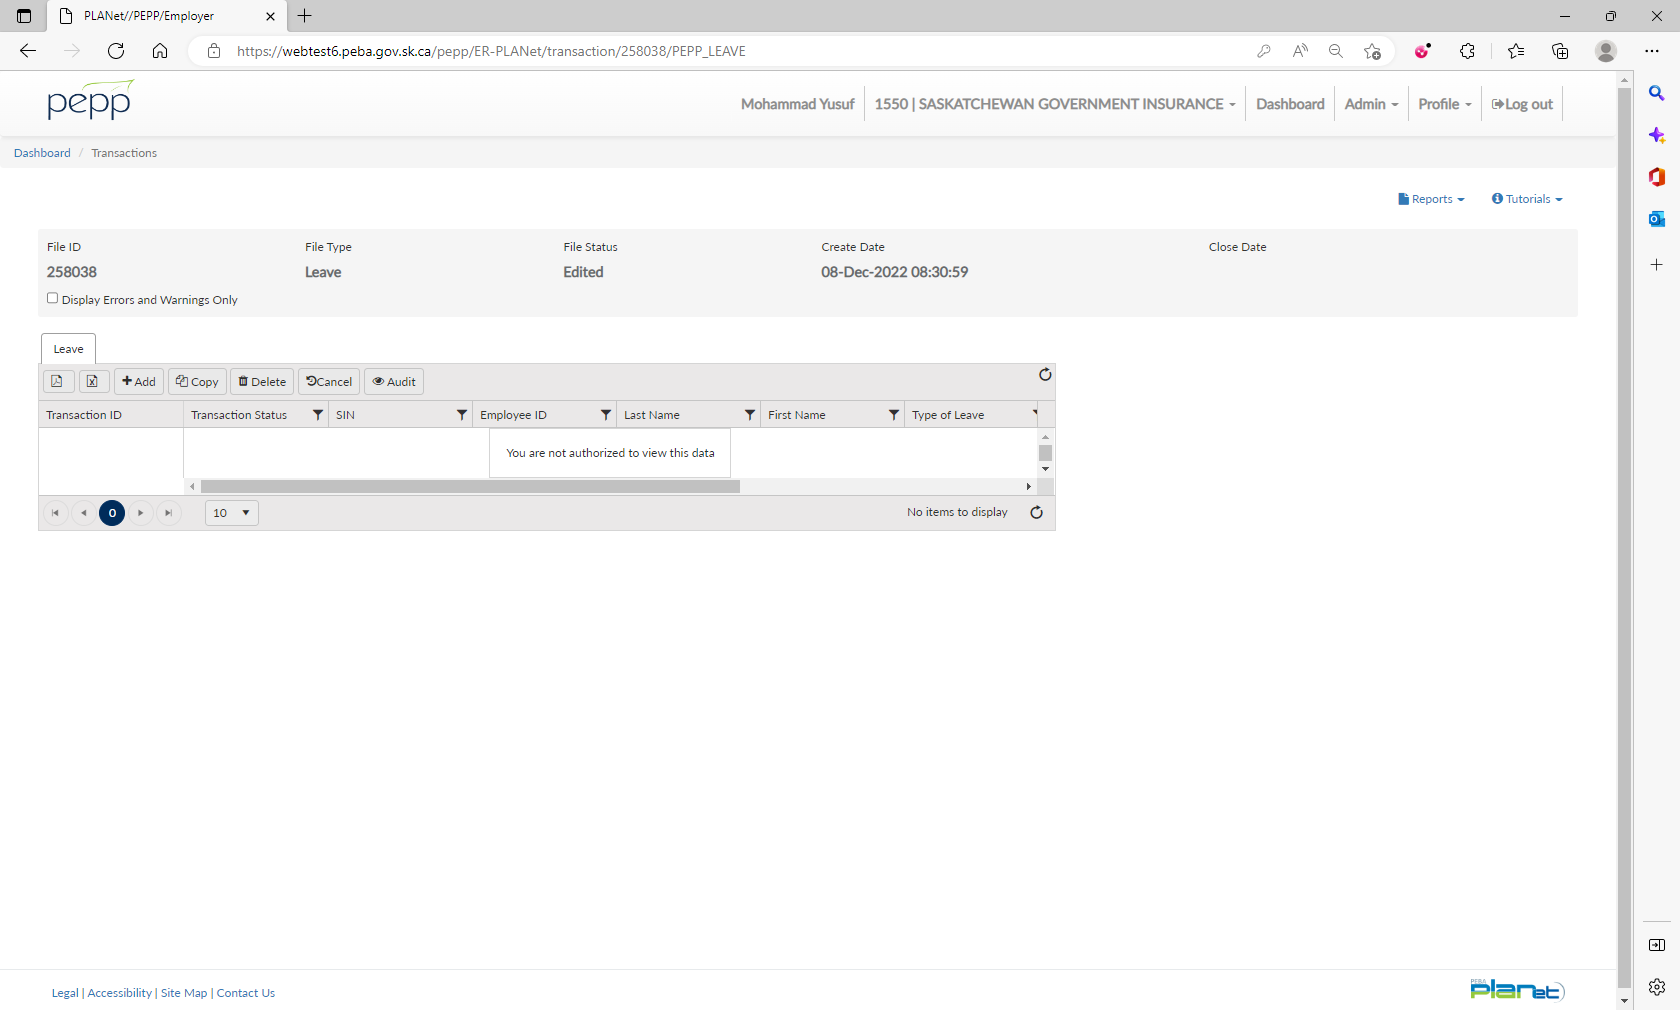 PLANet//PEPP/Employer
https://webtest6.peba.gov.sk.ca/pepp/ER-PLANet/transaction/258038/PEPP_LEAVE
pepp
Mohammad Yusuf
1550 | SASKATCHEWAN GOVERNMENT INSURANCE
Dashboard
Admin
Profile
Log out
Dashboard / Transactions
Reports
Tutorials
File ID
File Type
File Status
Create Date
Close Date
258038
Leave
Edited
08-Dec-2022 08:30:59
Display Errors and Warnings Only
Leave
Add
Copy
Delete
Cancel
Audit
Transaction ID
Transaction Status
SIN
Employee ID
Last Name
First Name
Type of Leave
You are not authorized to view this data
0
10
No items to display
Legal | Accessibility | Site Map | Contact Us
PEBA
planet